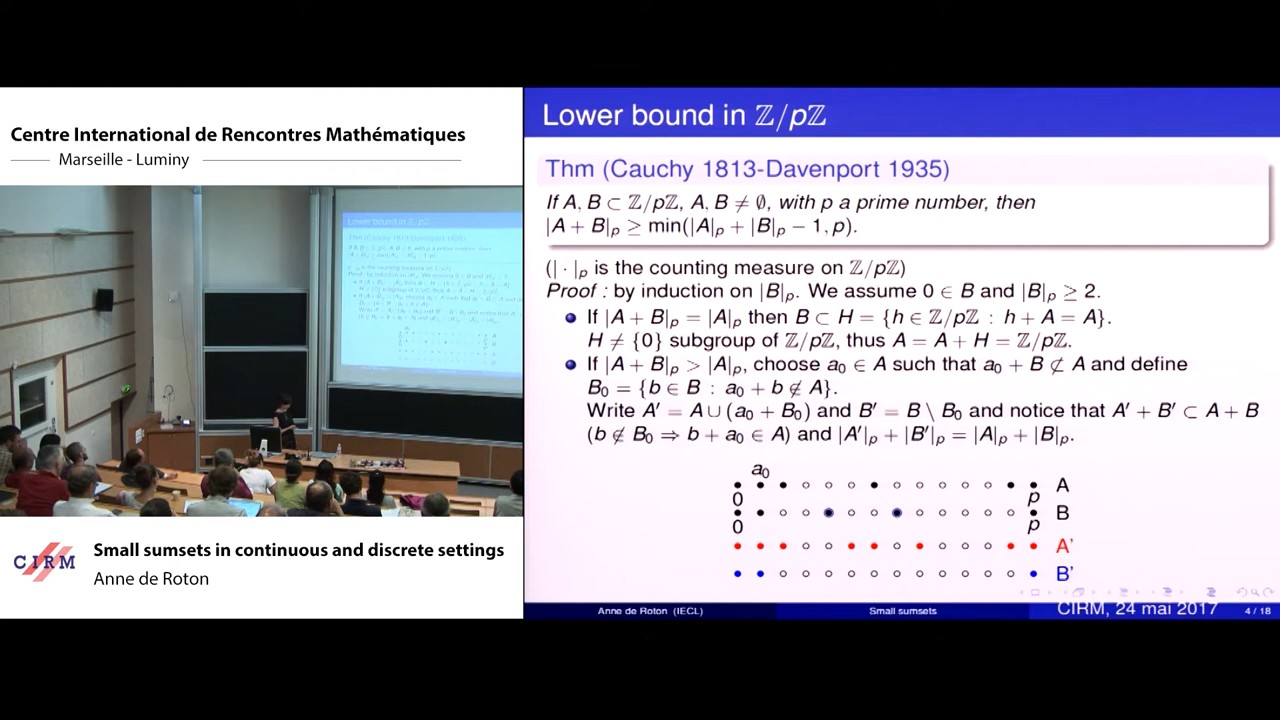 Centre International de Rencontres Mathématiques
Marseille - Luminy
Lower bound in ℤ/pℤ
Thm (Cauchy 1813-Davenport 1935)
If A, B ⊂ ℤ/pℤ, A, B ≠ ∅, with p a prime number, then
|A + B|ₚ ≥ min(|A|ₚ + |B|ₚ − 1, p).
(| · |ₚ is the counting measure on ℤ/pℤ)
Proof : by induction on |B|ₚ. We assume 0 ∈ B and |B|ₚ ≥ 2.
If |A + B|ₚ = |A|ₚ then B ⊂ H = {h ∈ ℤ/pℤ : h + A = A}.
H ≠ {0} subgroup of ℤ/pℤ, thus A = A + H = ℤ/pℤ.
If |A + B|ₚ > |A|ₚ, choose a₀ ∈ A such that a₀ + B ⊄ A and define
B₀ = {b ∈ B : a₀ + b ∉ A}.
Write A′ = A ∪ (a₀ + B₀) and B′ = B \ B₀ and notice that A′ + B′ ⊂ A + B
(b ∉ B₀ ⇒ b + a₀ ∈ A) and |A′|ₚ + |B′|ₚ = |A|ₚ + |B|ₚ.
a₀
A
0 p
B
0 p
A'
B'
CIRM
Small sumsets in continuous and discrete settings
Anne de Roton
Anne de Roton (IECL) Small sumsets CIRM, 24 mai 2017 4 / 18